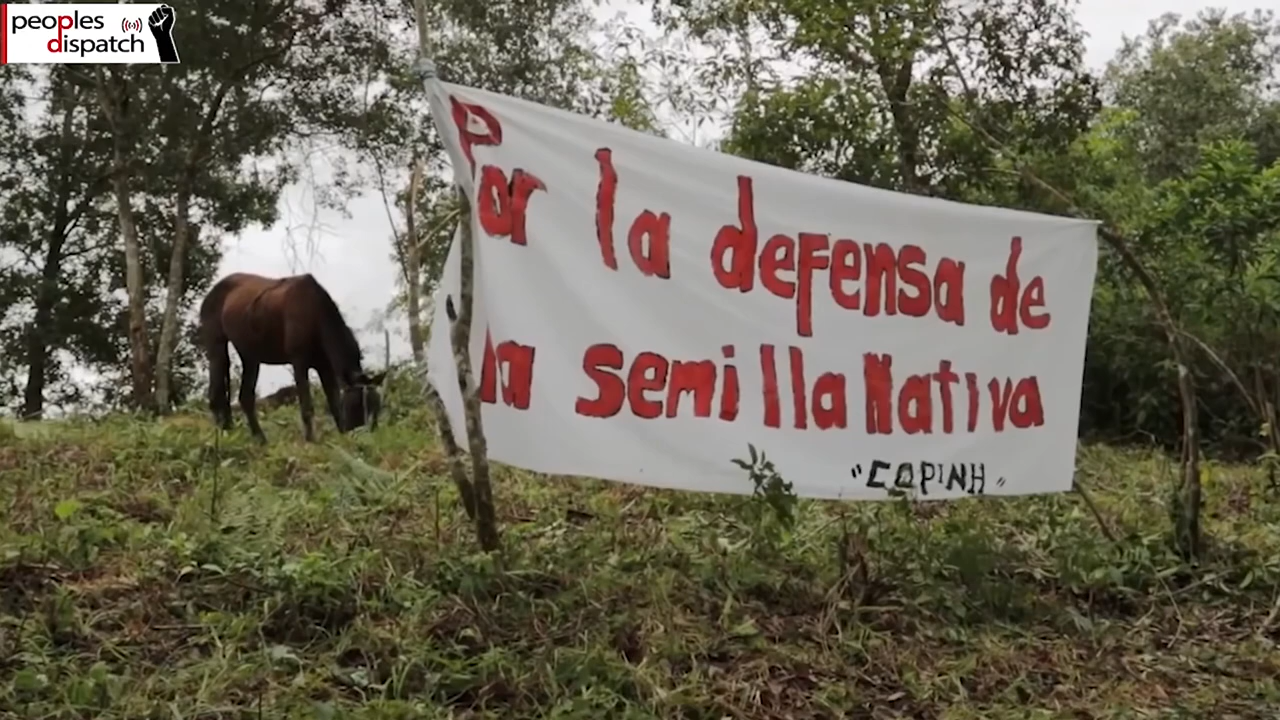 peoples
dispatch
Por la defensa de
la semilla Nativa
"COPINH"